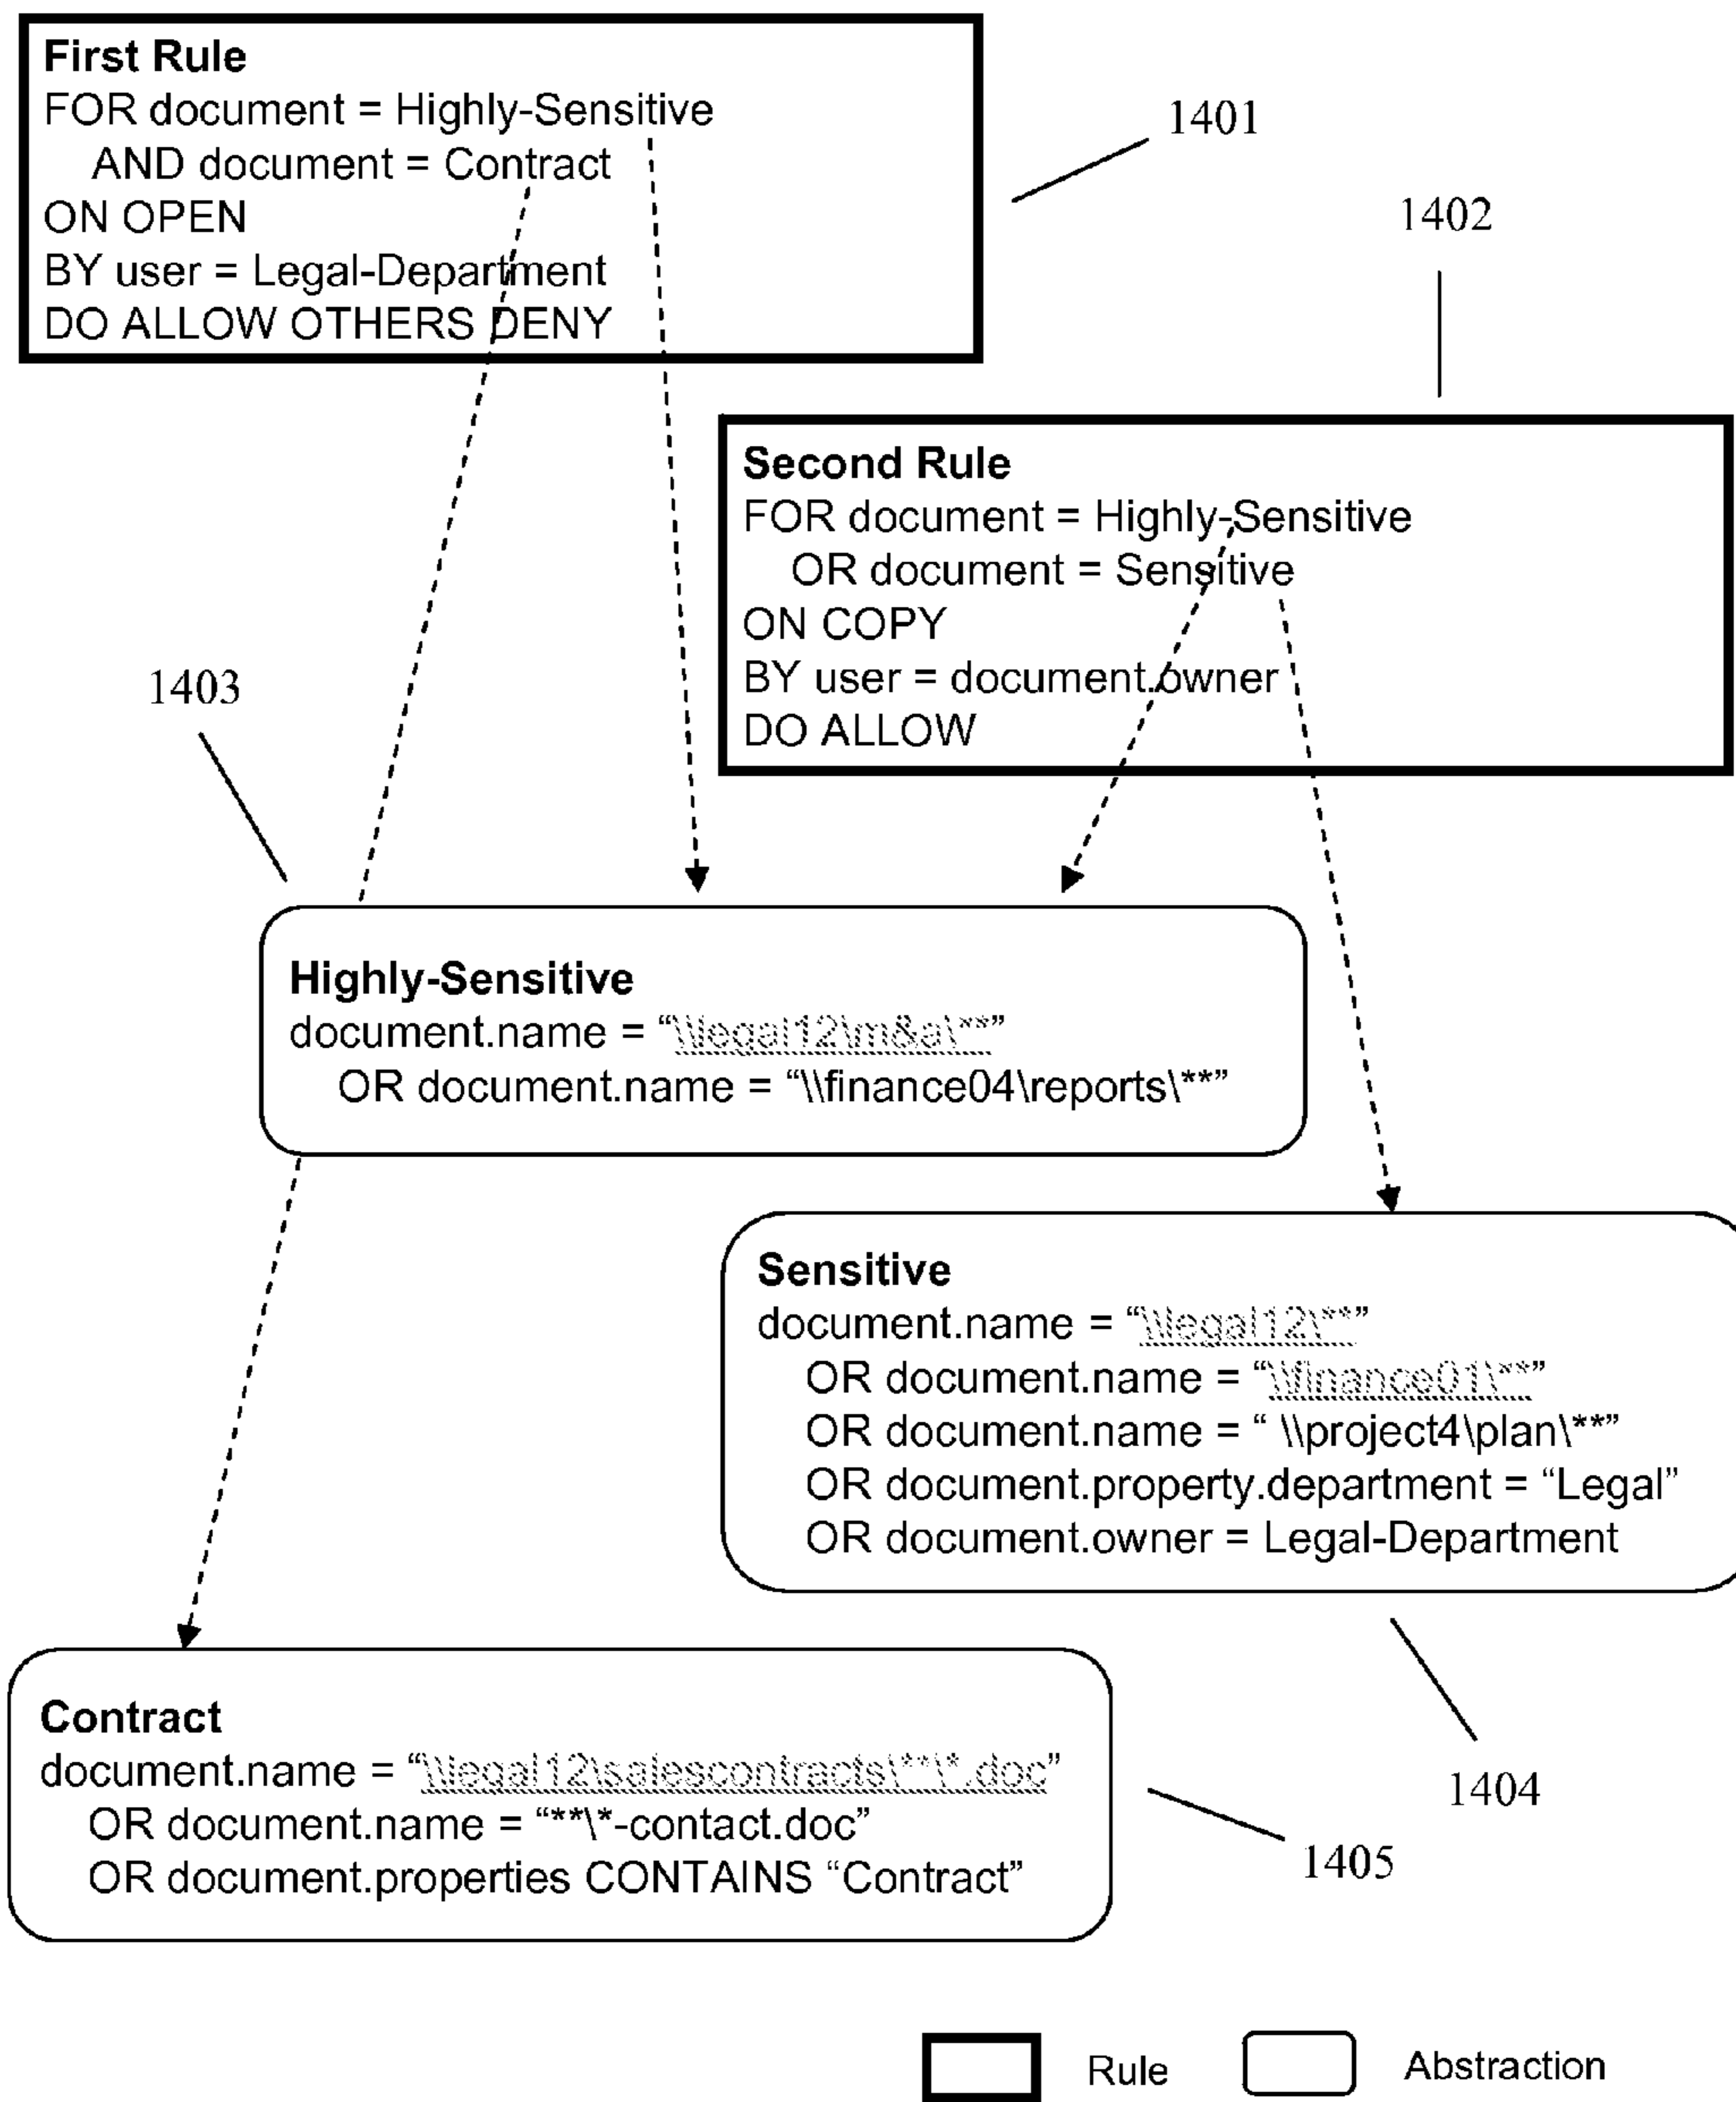 First Rule
FOR document = Highly-Sensitive
AND document = Contract
ON OPEN
BY user = Legal-Department
DO ALLOW OTHERS DENY
1401
1402
Second Rule
FOR document = Highly-Sensitive
OR document = Sensitive
ON COPY
BY user = document.owner
DO ALLOW
1403
Highly-Sensitive
document.name = “\\legal12\m&a\**”
OR document.name = “\\finance04\reports\**”
Sensitive
document.name = “\\legal12\**”
OR document.name = “\\finance01\**”
OR document.name = “ \\project4\plan\**”
OR document.property.department = “Legal”
OR document.owner = Legal-Department
1404
Contract
document.name = “\\legal12\salescontracts\**\*.doc”
OR document.name = “**\*-contact.doc”
OR document.properties CONTAINS “Contract”
1405
Rule
Abstraction